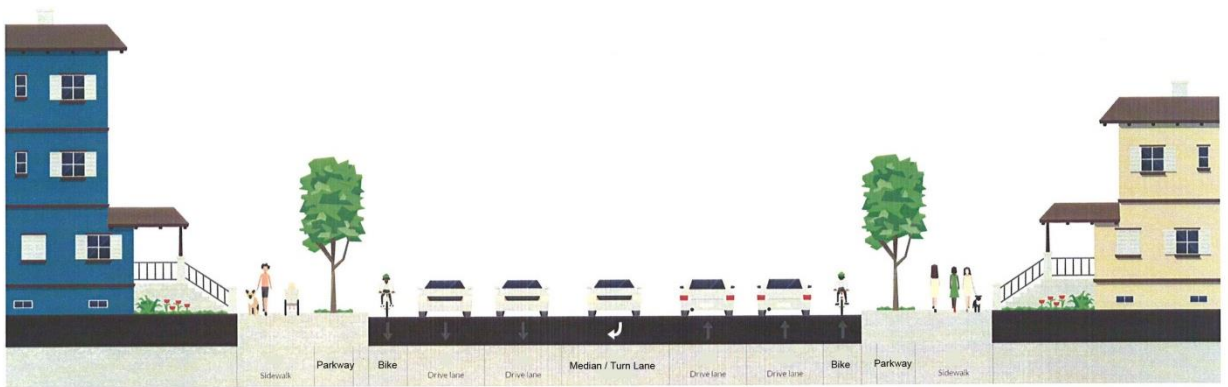 Sidewalk
Parkway
Bike
Drive lane
Drive lane
Median / Turn Lane
Drive lane
Drive lane
Bike
Parkway
Sidewalk